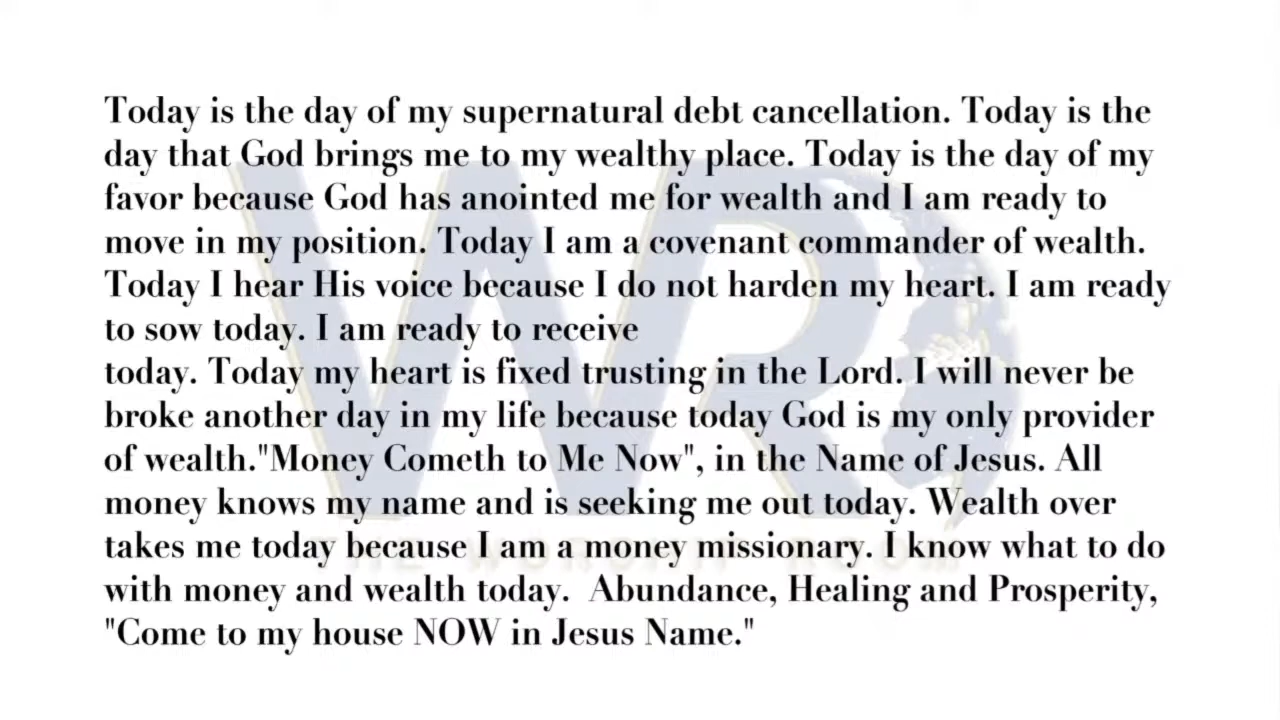 Today is the day of my supernatural debt cancellation. Today is the
day that God brings me to my wealthy place. Today is the day of my
favor because God has anointed me for wealth and I am ready to
move in my position. Today I am a covenant commander of wealth.
Today I hear His voice because I do not harden my heart. I am ready
to sow today. I am ready to receive
today. Today my heart is fixed trusting in the Lord. I will never be
broke another day in my life because today God is my only provider
of wealth."Money Cometh to Me Now", in the Name of Jesus. All
money knows my name and is seeking me out today. Wealth over
takes me today because I am a money missionary. I know what to do
with money and wealth today.  Abundance, Healing and Prosperity,
"Come to my house NOW in Jesus Name."
WR